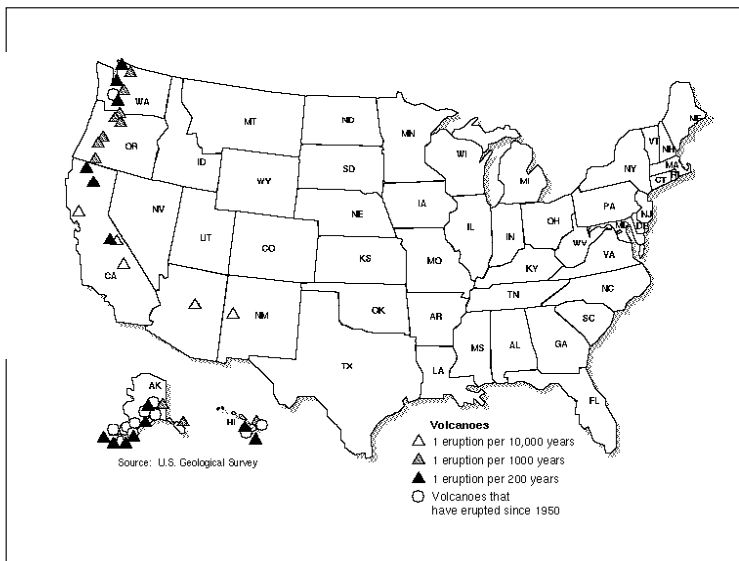 WA
MT
ND
MN
ME
VT
NH
OR
ID
SD
WI
NY
MA
CT
RI
WY
MI
IA
PA
NJ
NE
NV
UT
IL
IN
OH
MD
DE
CO
WV
VA
KS
MO
KY
CA
NC
TN
OK
AR
NM
SC
MS
AL
GA
TX
LA
AK
FL
HI
Volcanoes
1 eruption per 10,000 years
1 eruption per 1000 years
1 eruption per 200 years
Volcanoes that
have erupted since 1950
Source: U.S. Geological Survey